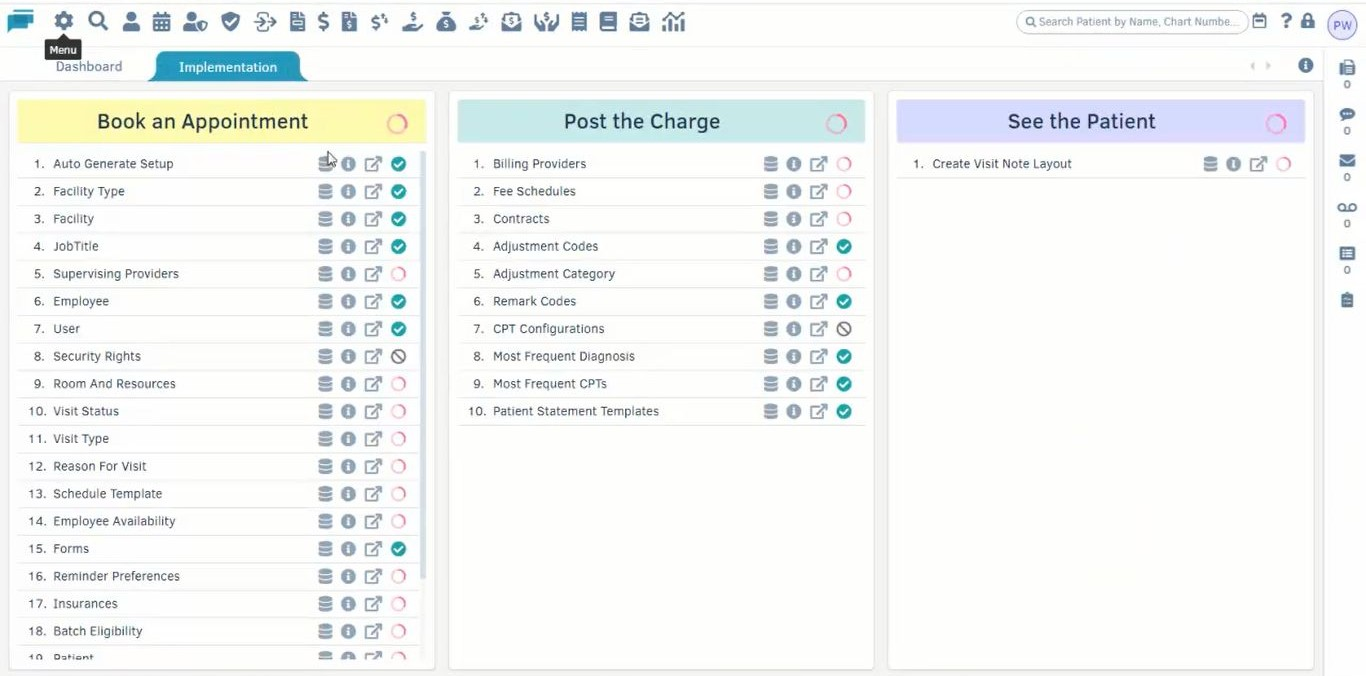 Search Patient by Name, Chart Numbe...
PW
Menu
Dashboard
Implementation
Book an Appointment
1. Auto Generate Setup
2. Facility Type
3. Facility
4. JobTitle
5. Supervising Providers
6. Employee
7. User
8. Security Rights
9. Room And Resources
10. Visit Status
11. Visit Type
12. Reason For Visit
13. Schedule Template
14. Employee Availability
15. Forms
16. Reminder Preferences
17. Insurances
18. Batch Eligibility
19. Patient
Post the Charge
1. Billing Providers
2. Fee Schedules
3. Contracts
4. Adjustment Codes
5. Adjustment Category
6. Remark Codes
7. CPT Configurations
8. Most Frequent Diagnosis
9. Most Frequent CPTs
10. Patient Statement Templates
See the Patient
1. Create Visit Note Layout
0
0
0
0
0